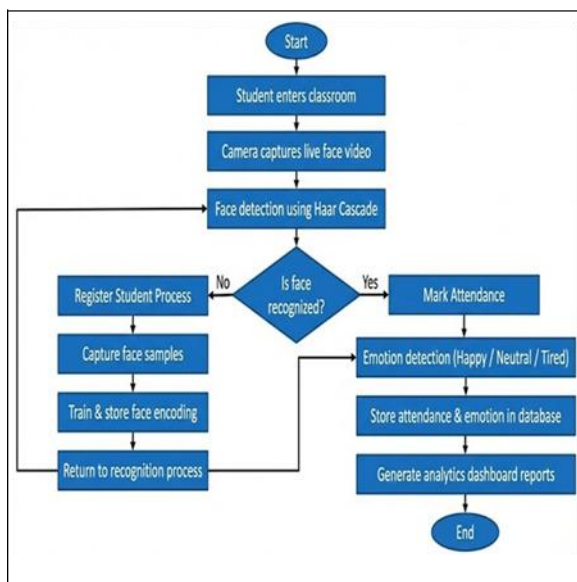 Start
Student enters classroom
Camera captures live face video
Face detection using Haar Cascade
Is face
recognized?
No
Yes
Register Student Process
Capture face samples
Train & store face encoding
Return to recognition process
Mark Attendance
Emotion detection (Happy / Neutral / Tired)
Store attendance & emotion in database
Generate analytics dashboard reports
End